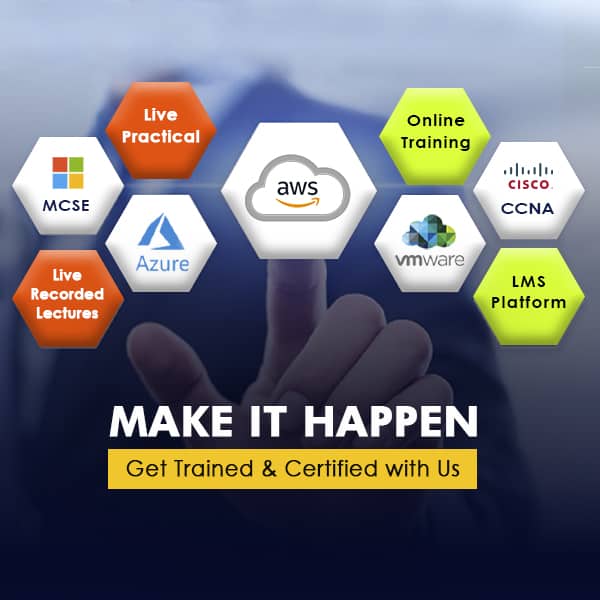 Live
Practical
Online
Training
MCSE
aws
CISCO
CCNA
Azure
vmware
Live
Recorded
Lectures
LMS
Platform
MAKE IT HAPPEN
Get Trained & Certified with Us